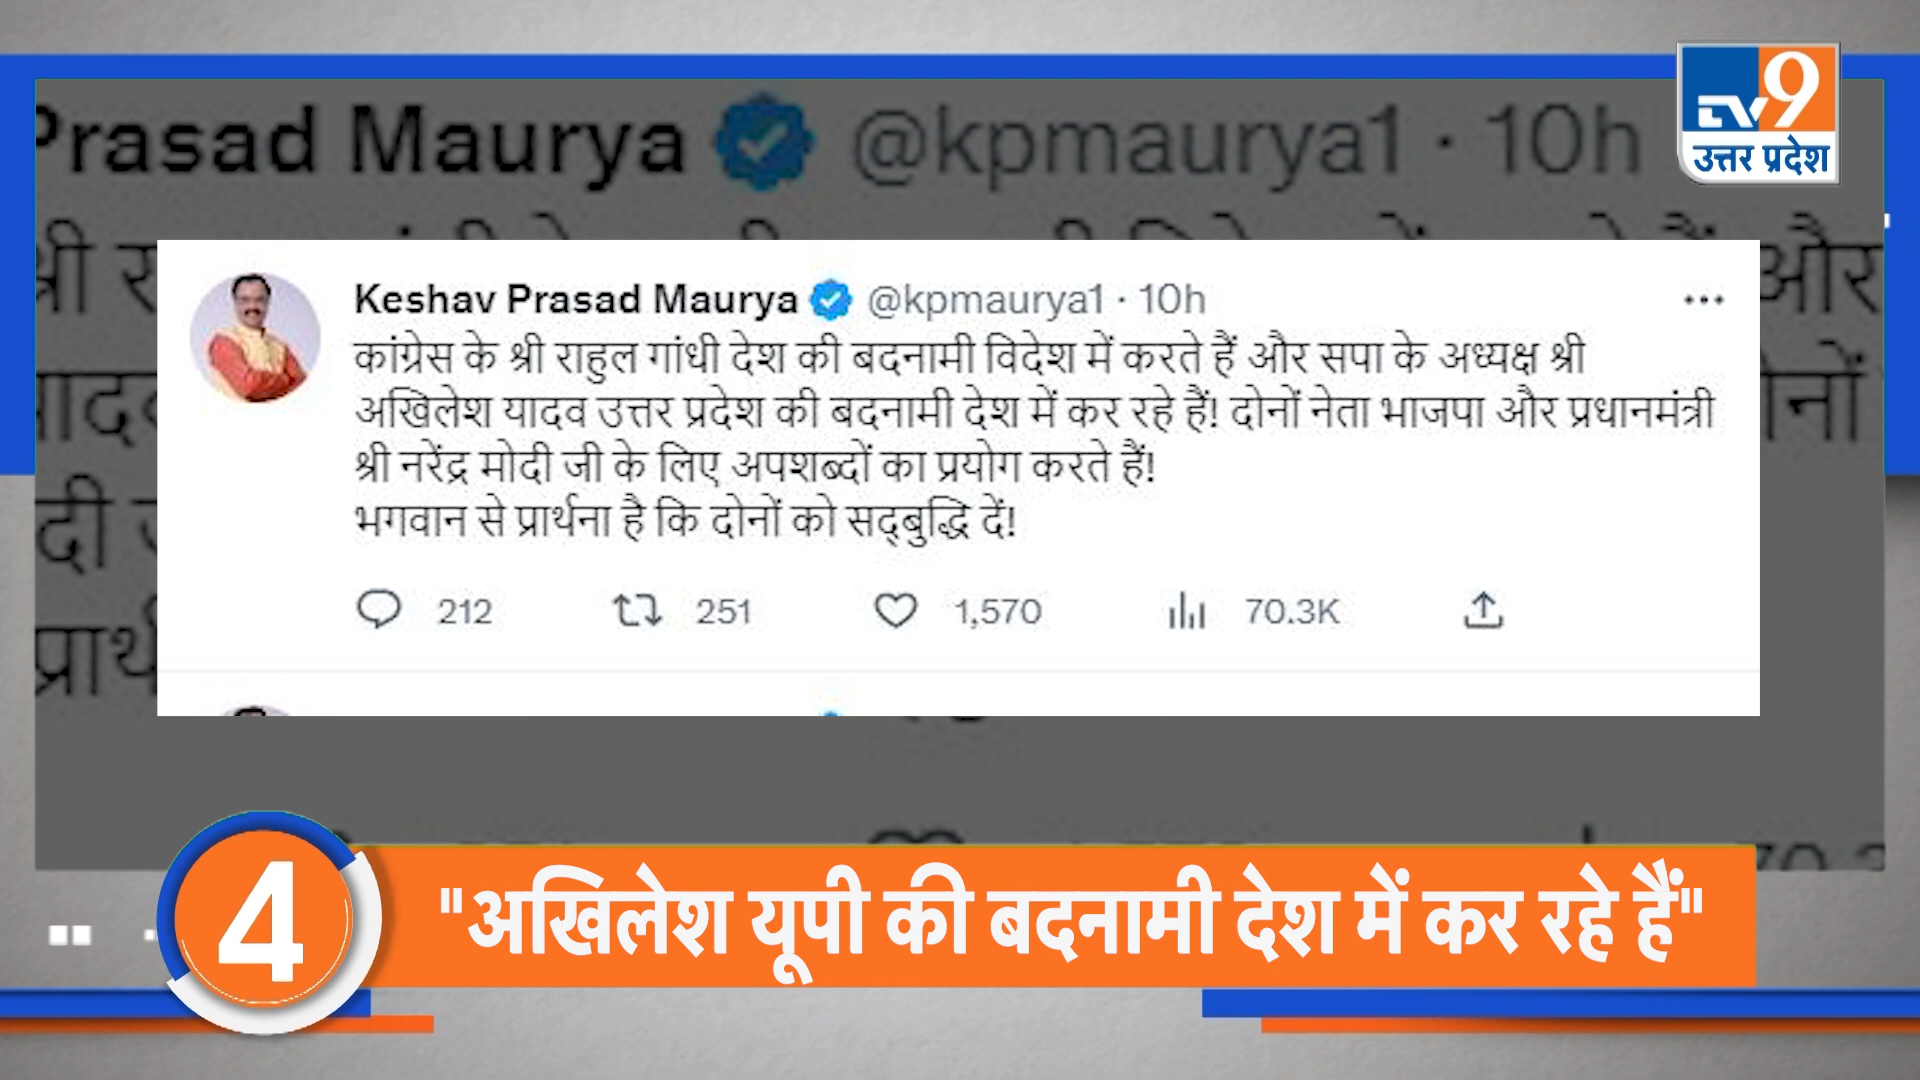 Prasad Maurya @kpmaurya1 · 10h
TV9
उत्तर प्रदेश
और
Keshav Prasad Maurya @kpmaurya1 · 10h
कांग्रेस के श्री राहुल गांधी देश की बदनामी विदेश में करते हैं और सपा के अध्यक्ष श्री
अखिलेश यादव उत्तर प्रदेश की बदनामी देश में कर रहे हैं! दोनों नेता भाजपा और प्रधानमंत्री
श्री नरेंद्र मोदी जी के लिए अपशब्दों का प्रयोग करते हैं!
भगवान से प्रार्थना है कि दोनों को सद्बुद्धि दें!
212 251 1,570 70.3K
4
"अखिलेश यूपी की बदनामी देश में कर रहे हैं"